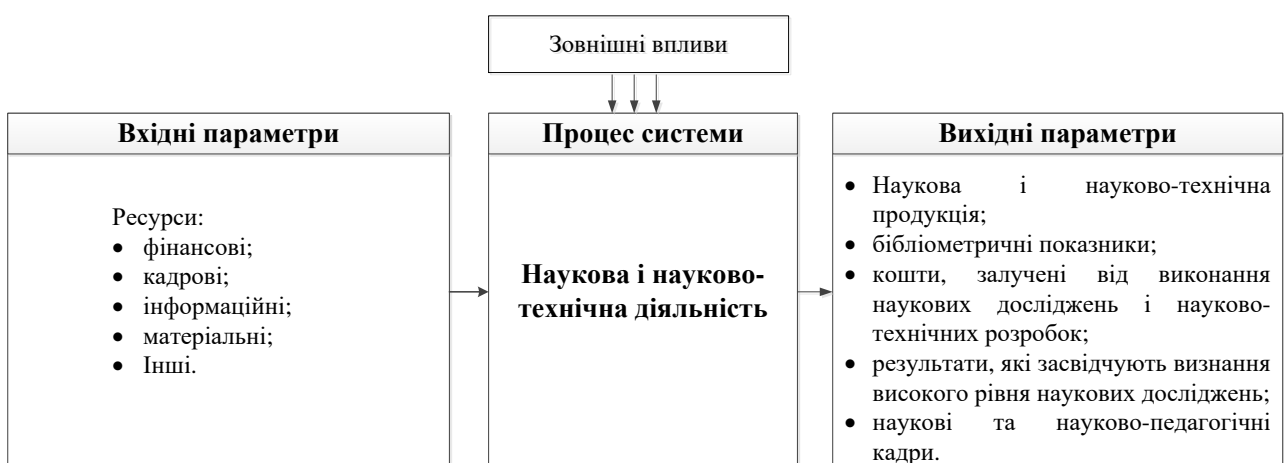 Зовнішні впливи
Вхідні параметри
Ресурси:
• фінансові;
• кадрові;
• інформаційні;
• матеріальні;
• Інші.
Процес системи
Наукова і науково-
технічна діяльність
Вихідні параметри
• Наукова і науково-технічна
продукція;
• бібліометричні показники;
• кошти, залучені від виконання
наукових досліджень і науково-
технічних розробок;
• результати, які засвідчують визнання
високого рівня наукових досліджень;
• наукові та науково-педагогічні
кадри.